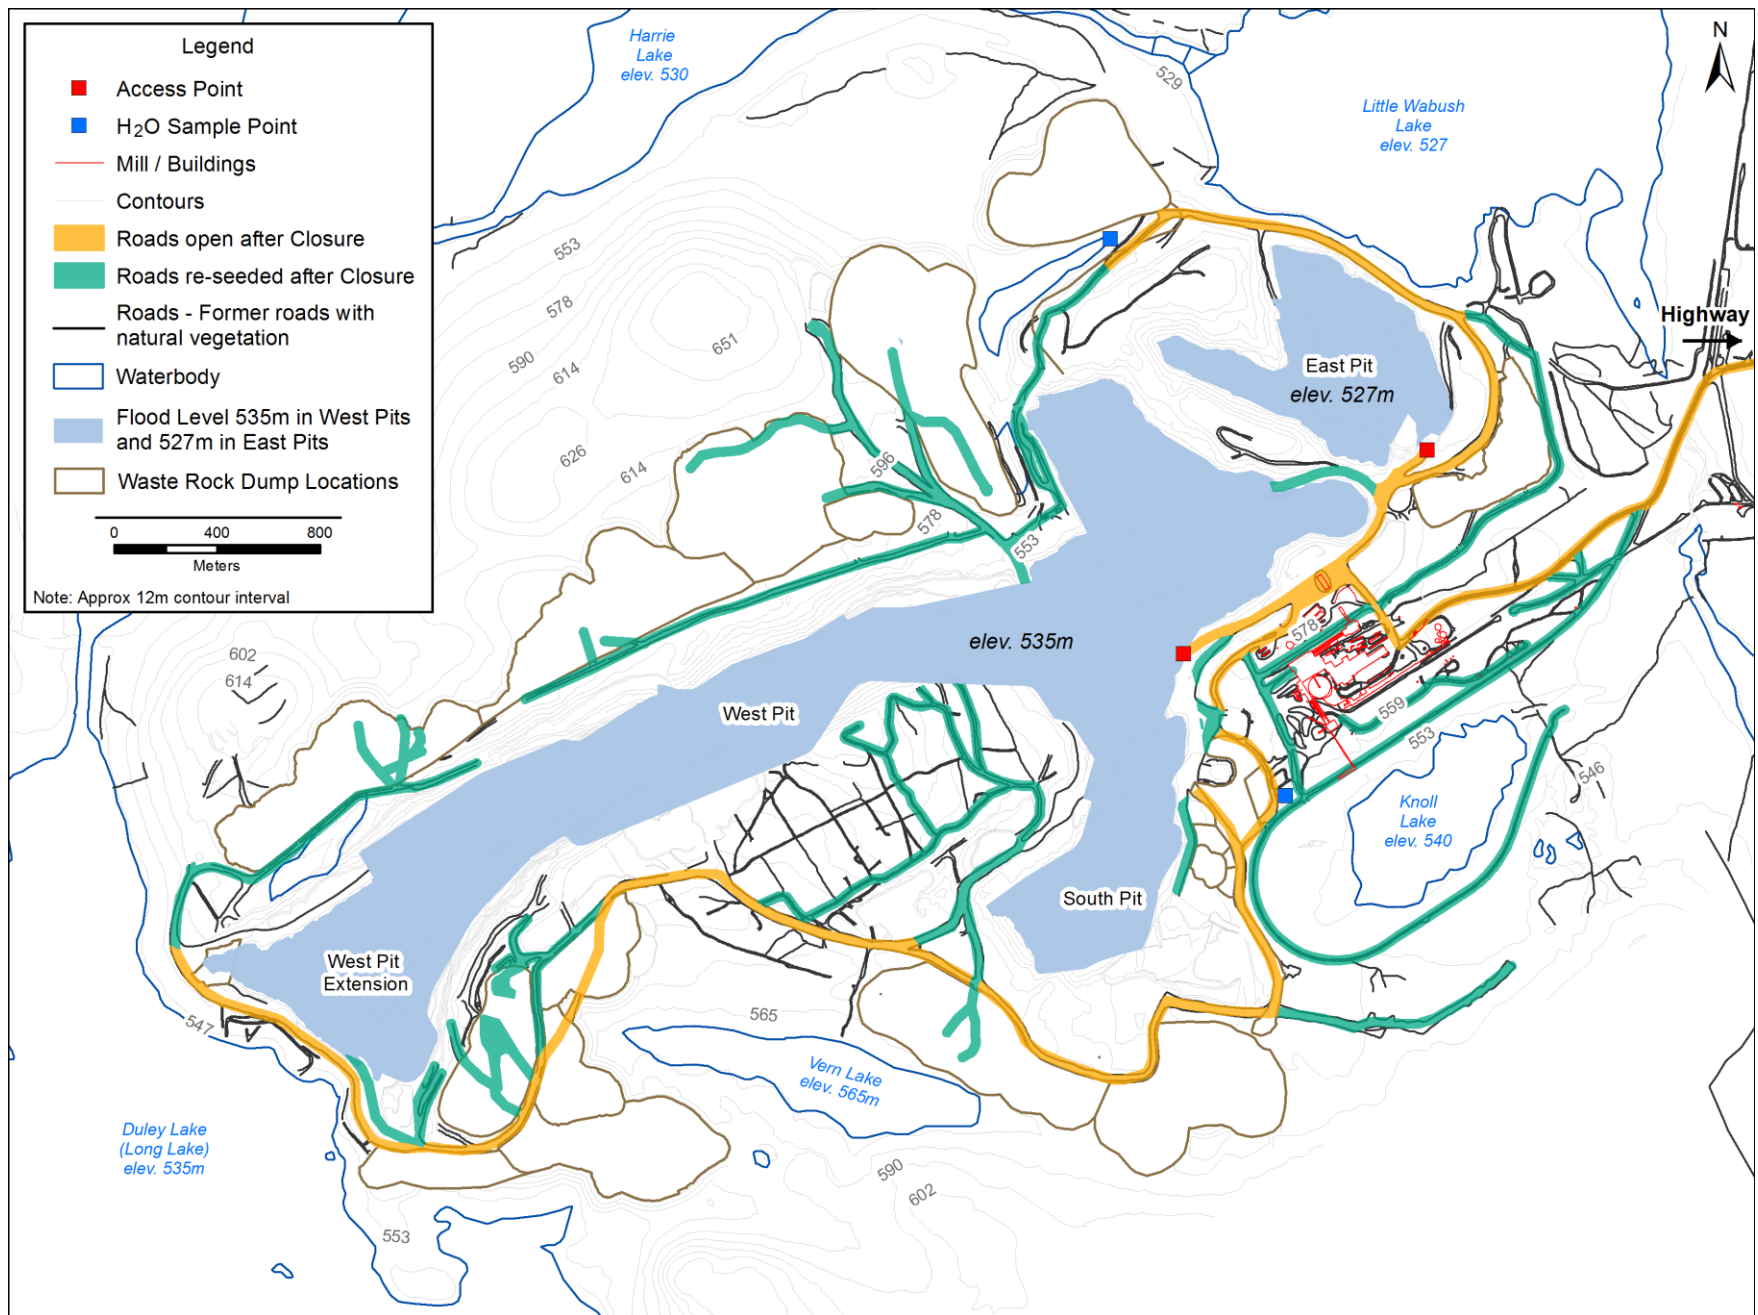 Legend
Access Point
H2O Sample Point
Mill / Buildings
Contours
Roads open after Closure
Roads re-seeded after Closure
Roads - Former roads with
natural vegetation
Waterbody
Flood Level 535m in West Pits
and 527m in East Pits
Waste Rock Dump Locations
0 400 800
Meters
Note: Approx 12m contour interval
Harrie
Lake
elev. 530
529
N
Little Wabush
Lake
elev. 527
Highway
553
578
590
614
651
626
614
596
578
553
East Pit
elev. 527m
elev. 535m
578
559
553
546
Knoll
Lake
elev. 540
602
614
West Pit
South Pit
West Pit
Extension
547
565
Vern Lake
elev. 565m
Duley Lake
(Long Lake)
elev. 535m
590
602
553